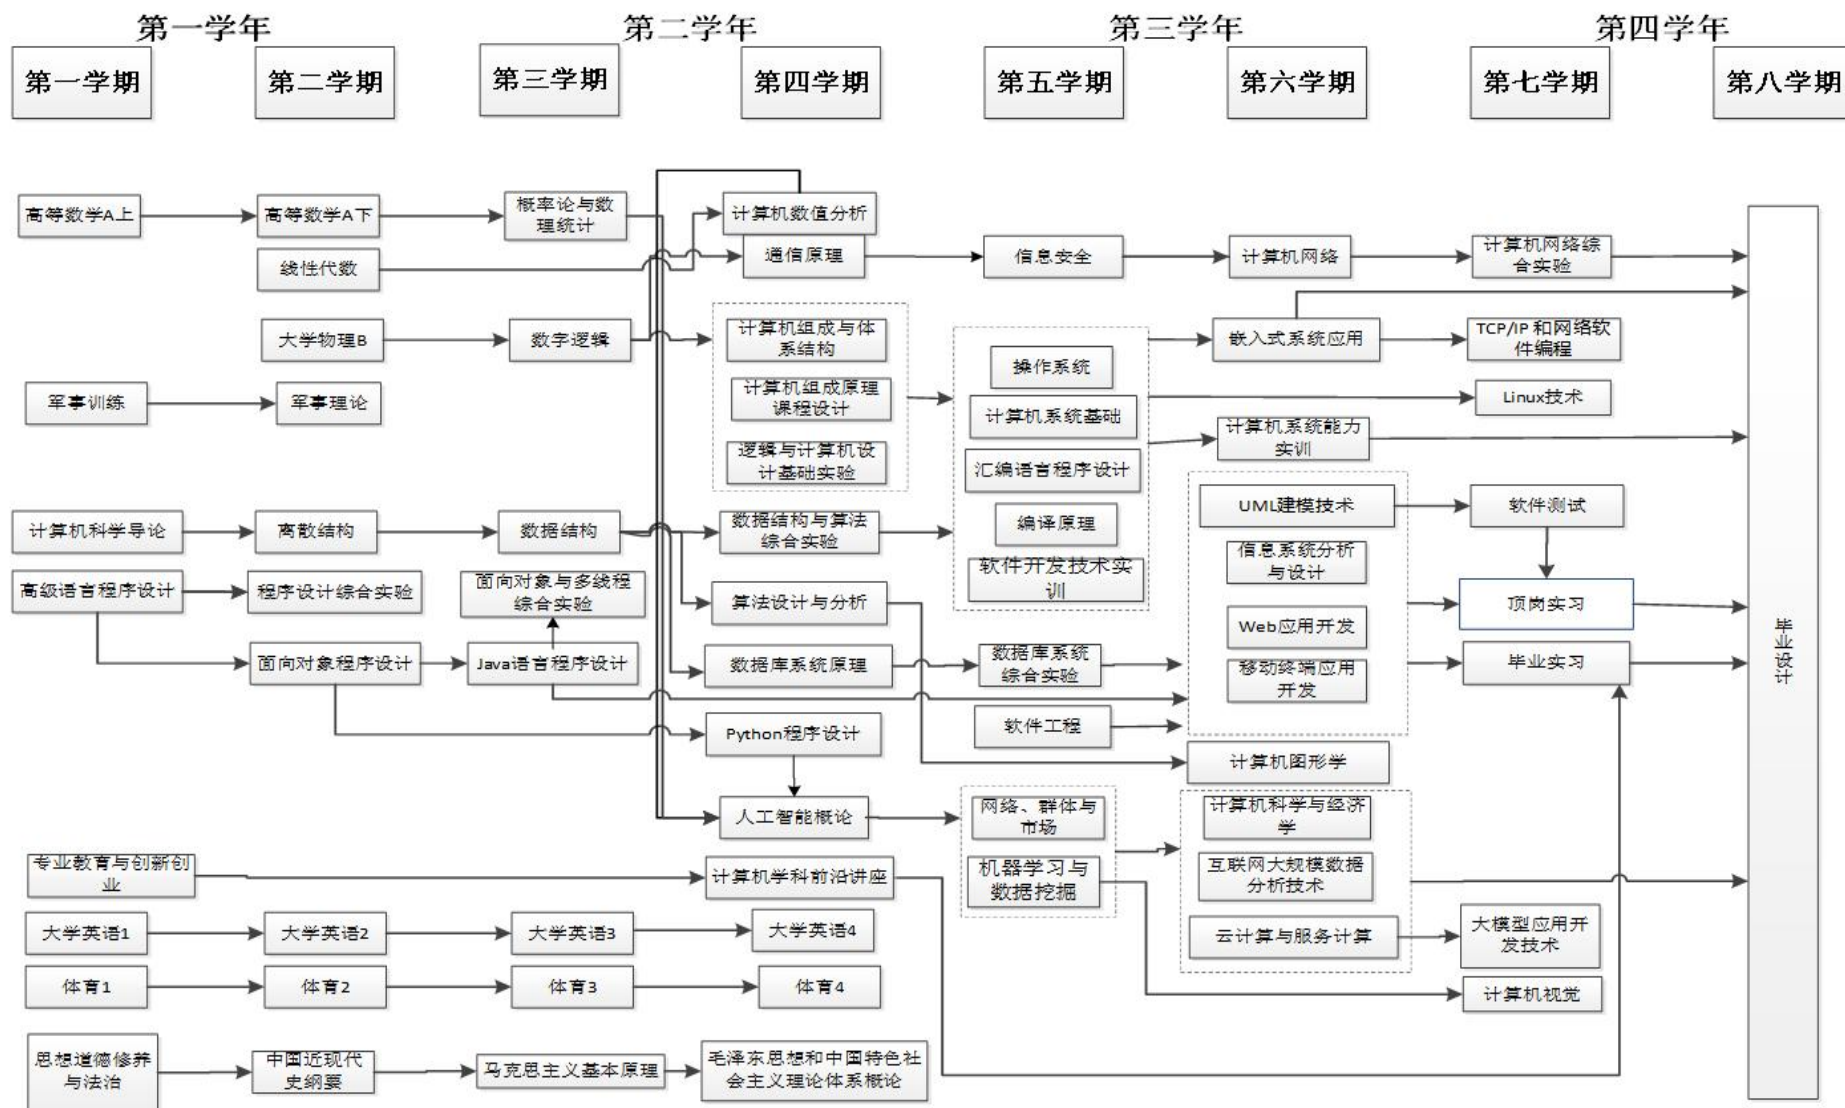 第一学年
第二学年
第三学年
第四学年
第一学期
第二学期
第三学期
第四学期
第五学期
第六学期
第七学期
第八学期
高等数学A上
高等数学A下
概率论与数
理统计
计算机数值分析
线性代数
通信原理
信息安全
计算机网络
计算机网络综
合实验
大学物理B
数字逻辑
计算机组成与体
系结构
计算机组成原理
课程设计
逻辑与计算机设
计基础实验
操作系统
计算机系统基础
汇编语言程序设计
编译原理
软件开发技术实
训
嵌入式系统应用
TCP/IP 和网络软
件编程
Linux技术
计算机系统能力
实训
军事训练
军事理论
计算机科学导论
离散结构
数据结构
数据结构与算法
综合实验
UML建模技术
信息系统分析
与设计
Web应用开发
移动终端应用
开发
软件测试
顶岗实习
毕业实习
高级语言程序设计
程序设计综合实验
面向对象与多线程
综合实验
算法设计与分析
面向对象程序设计
Java语言程序设计
数据库系统原理
数据库系统
综合实验
软件工程
Python程序设计
计算机图形学
人工智能概论
网络、群体与
市场
机器学习与
数据挖掘
计算机科学与经济
学
互联网大规模数据
分析技术
云计算与服务计算
大模型应用开
发技术
计算机视觉
专业教育与创新创
业
计算机学科前沿讲座
大学英语1
大学英语2
大学英语3
大学英语4
体育1
体育2
体育3
体育4
思想道德修养
与法治
中国近现代
史纲要
马克思主义基本原理
毛泽东思想和中国特色社
会主义理论体系概论
毕业设计